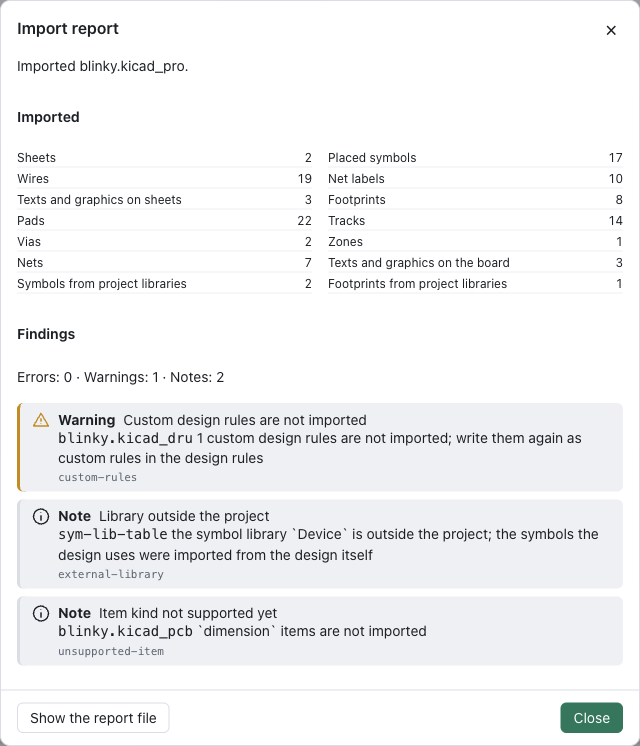 Import report
Imported blinky.kicad_pro.
Imported
Sheets 2 Placed symbols 17
Wires 19 Net labels 10
Texts and graphics on sheets 3 Footprints 8
Pads 22 Tracks 14
Vias 2 Zones 1
Nets 7 Texts and graphics on the board 3
Symbols from project libraries 2 Footprints from project libraries 1
Findings
Errors: 0 · Warnings: 1 · Notes: 2
Warning Custom design rules are not imported
blinky.kicad_dru 1 custom design rules are not imported; write them again as
custom rules in the design rules
custom-rules
Note Library outside the project
sym-lib-table the symbol library `Device` is outside the project; the symbols the
design uses were imported from the design itself
external-library
Note Item kind not supported yet
blinky.kicad_pcb `dimension` items are not imported
unsupported-item
Show the report file Close